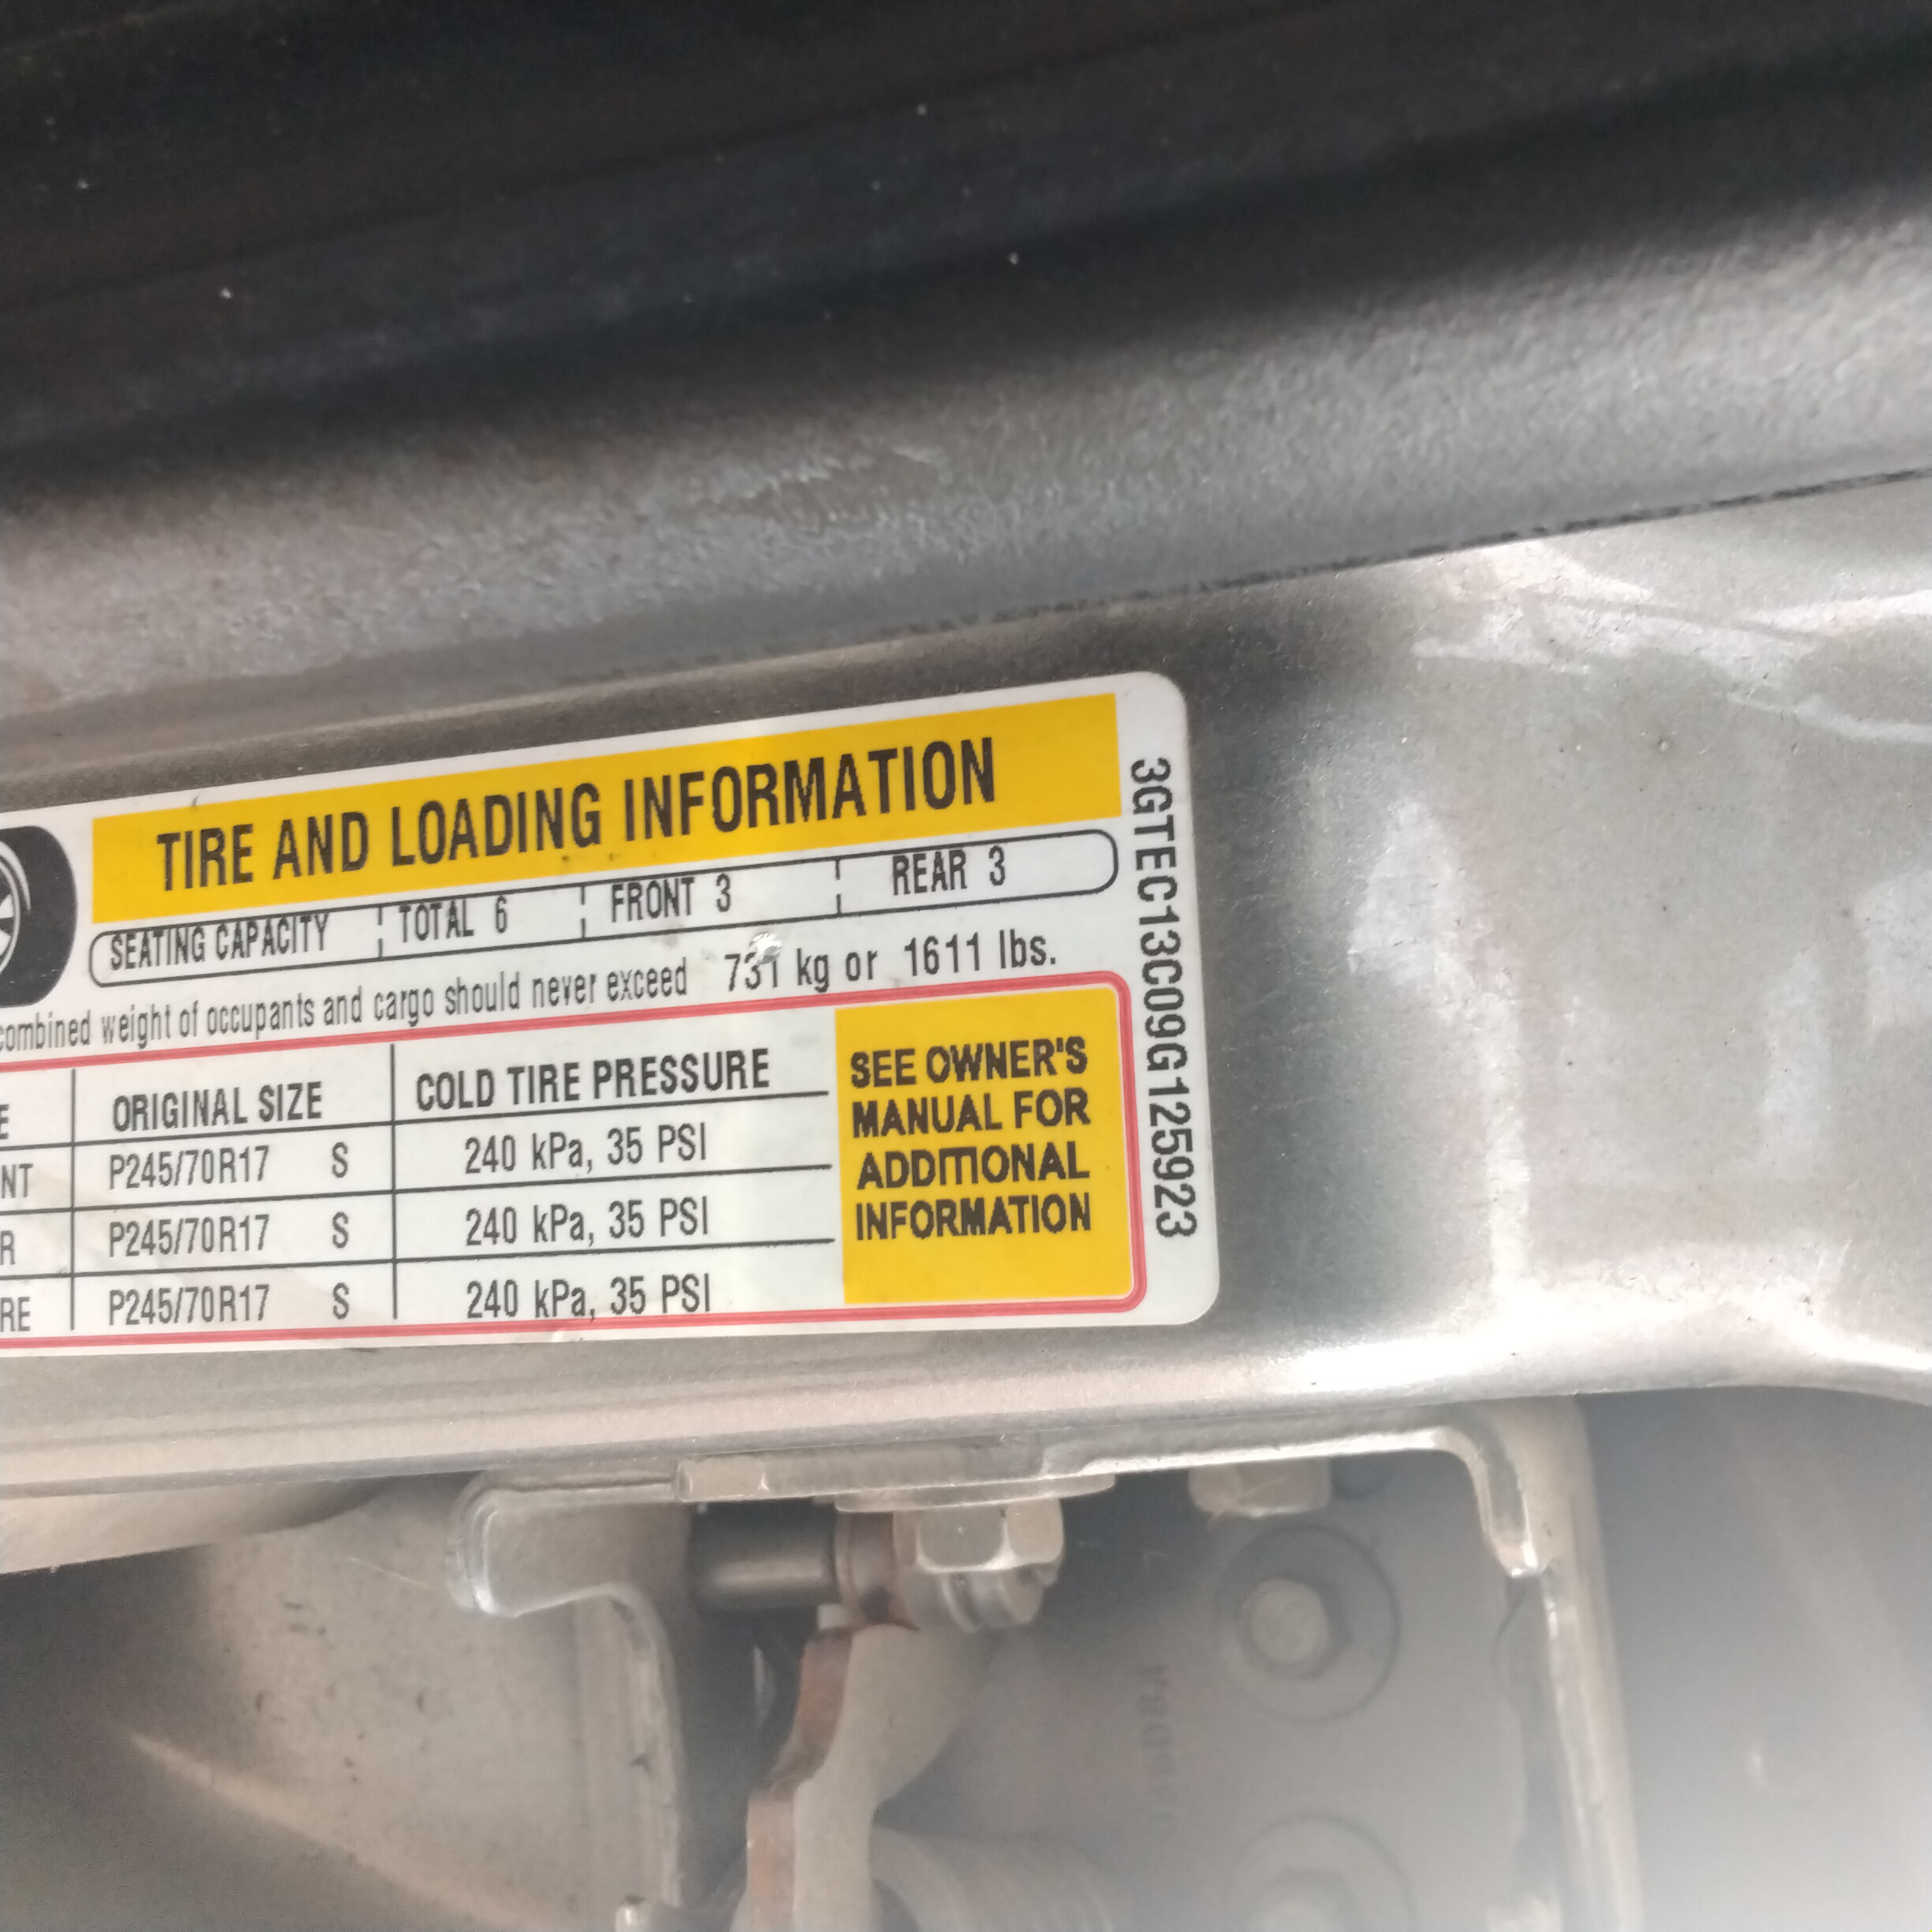 TIRE AND LOADING INFORMATION
SEATING CAPACITY TOTAL 6 FRONT 3 REAR 3
combined weight of occupants and cargo should never exceed 731 kg or 1611 lbs.
E ORIGINAL SIZE COLD TIRE PRESSURE
NT P245/70R17 S 240 kPa, 35 PSI
R P245/70R17 S 240 kPa, 35 PSI
RE P245/70R17 S 240 kPa, 35 PSI
SEE OWNER'S
MANUAL FOR
ADDITIONAL
INFORMATION
3GTEC13C09G125923